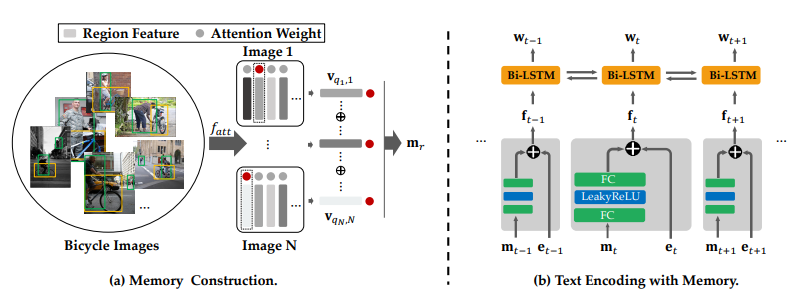 Region Feature Attention Weight
Image 1
v_{q_1,1}
...
⊕
f_{att}
m_r
...
Image N
v_{q_N,N}
Bicycle Images
(a) Memory Construction.
w_{t-1} w_t w_{t+1}
Bi-LSTM Bi-LSTM Bi-LSTM
f_{t-1} f_t f_{t+1}
... ...
FC
LeakyReLU
FC
m_{t-1} e_{t-1} m_t e_t m_{t+1} e_{t+1}
(b) Text Encoding with Memory.